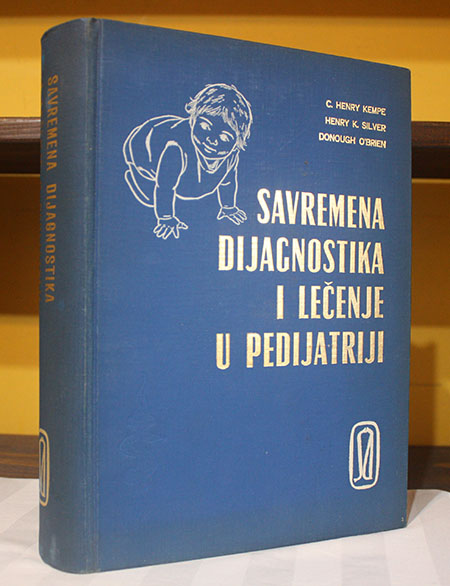 C. HENRY KEMPE
HENRY K. SILVER
DONOUGH O'BRIEN
SAVREMENA
DIJAGNOSTIKA
I LEČENJE
U PEDIJATRIJI
SAVREMENA DIJAGNOSTIKA